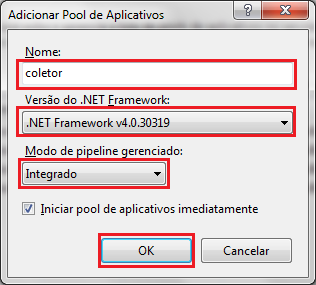 Adicionar Pool de Aplicativos
Nome:
coletor
Versão do .NET Framework:
.NET Framework v4.0.30319
Modo de pipeline gerenciado:
Integrado
Iniciar pool de aplicativos imediatamente
OK
Cancelar